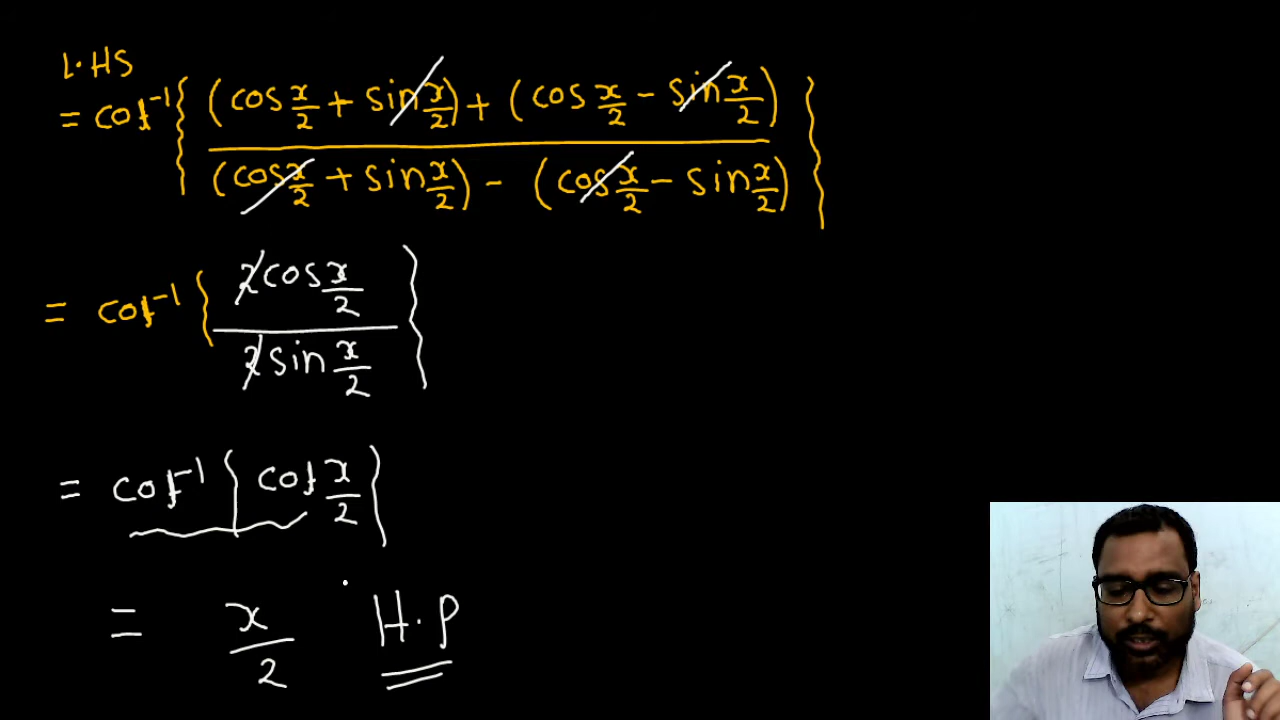 L.HS
= cot⁻¹ { (cos x/2 + sin x/2) + (cos x/2 - sin x/2) / (cos x/2 + sin x/2) - (cos x/2 - sin x/2) }
= cot⁻¹ { 2cos x/2 / 2sin x/2 }
= cot⁻¹ { cot x/2 }
= x/2 H.P